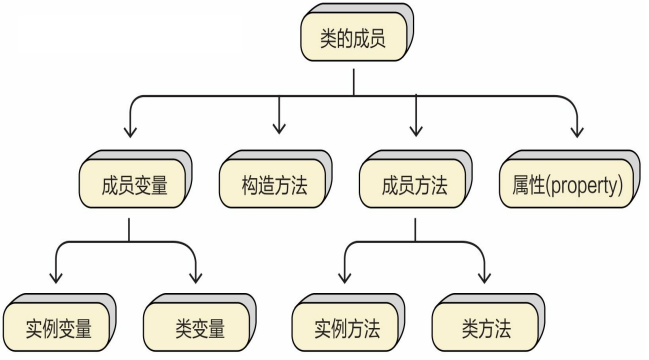 类的成员
成员变量
构造方法
成员方法
属性(property)
实例变量
类变量
实例方法
类方法